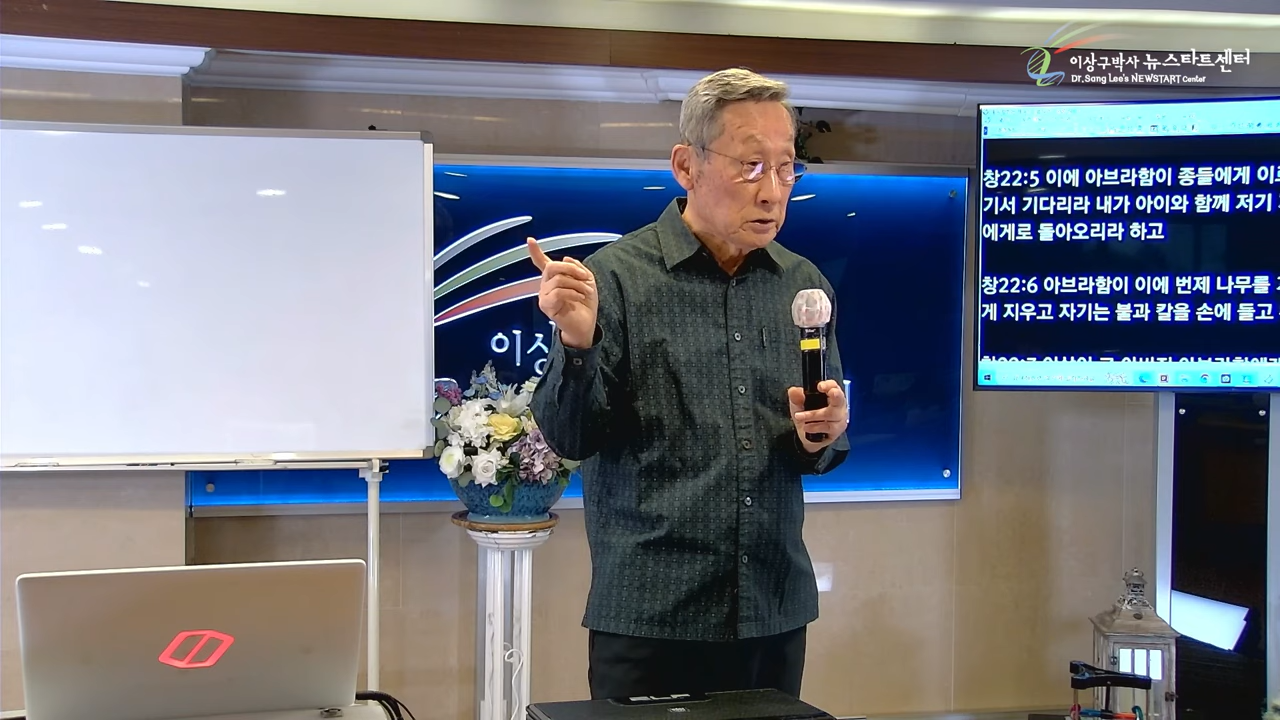 이상구박사 뉴스타트센터
Dr. Sang Lee's NEWSTART Center
창22:5 이에 아브라함이 종들에게
기서 기다리라 내가 아이와 함께 저기
에게로 돌아오리라 하고
창22:6 아브라함이 이에 번제 나무를
게 지우고 자기는 불과 칼을 손에 들고
이상